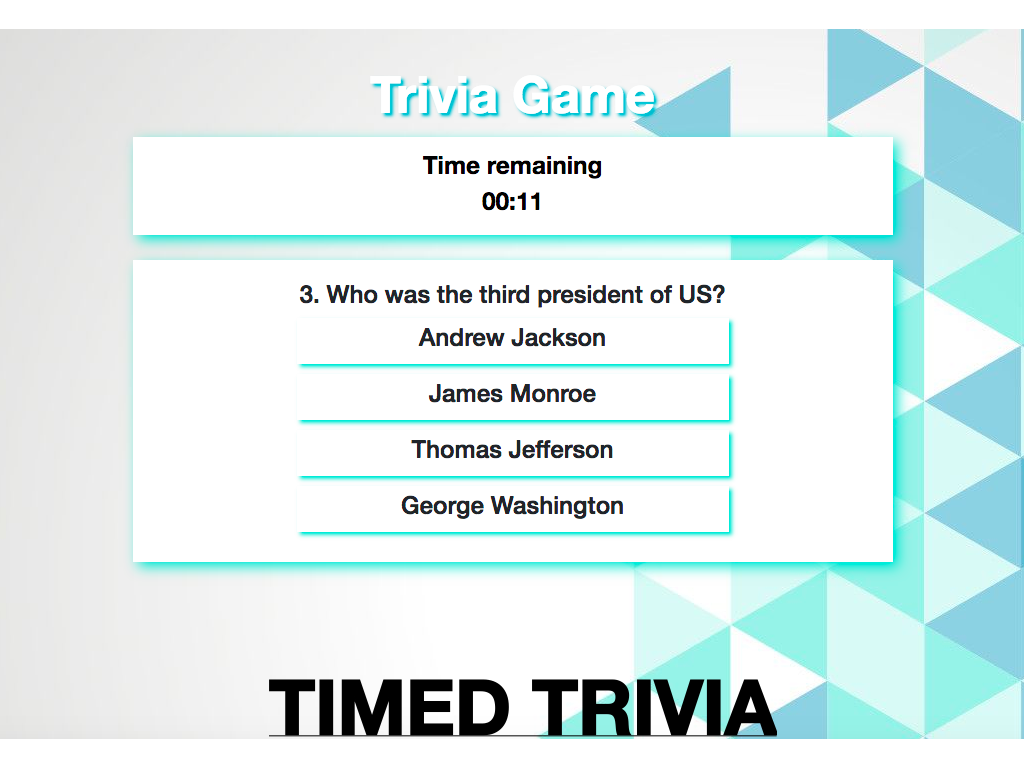 Trivia Game
Time remaining
00:11
3. Who was the third president of US?
Andrew Jackson
James Monroe
Thomas Jefferson
George Washington
TIMED TRIVIA